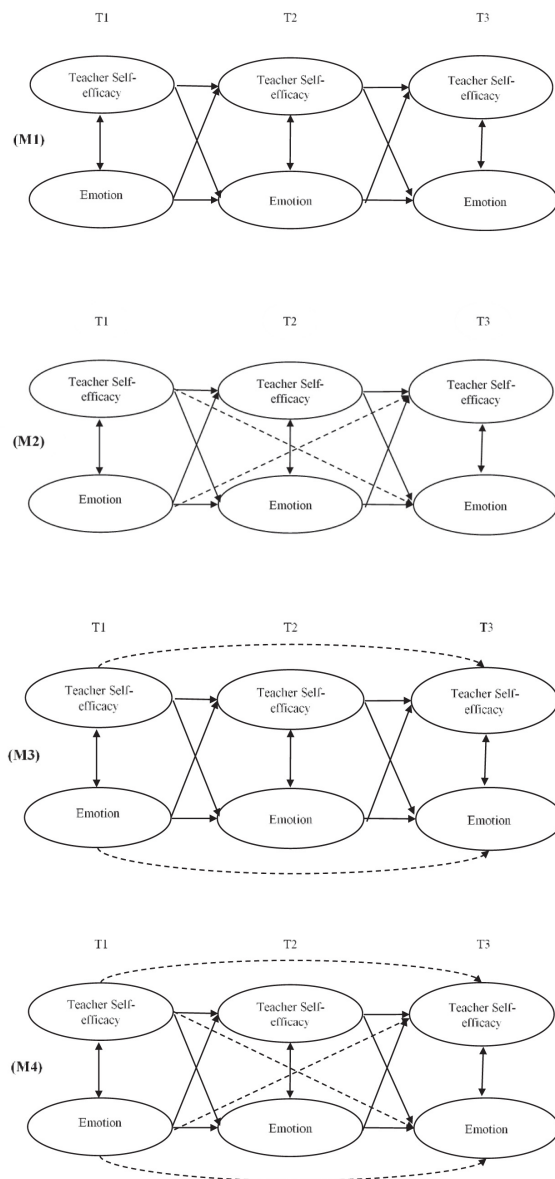 T1 T2 T3
Teacher Self-
efficacy
Teacher Self-
efficacy
Teacher Self-
efficacy
(M1)
Emotion
Emotion
Emotion
T1 T2 T3
Teacher Self-
efficacy
Teacher Self-
efficacy
Teacher Self-
efficacy
(M2)
Emotion
Emotion
Emotion
T1 T2 T3
Teacher Self-
efficacy
Teacher Self-
efficacy
Teacher Self-
efficacy
(M3)
Emotion
Emotion
Emotion
T1 T2 T3
Teacher Self-
efficacy
Teacher Self-
efficacy
Teacher Self-
efficacy
(M4)
Emotion
Emotion
Emotion